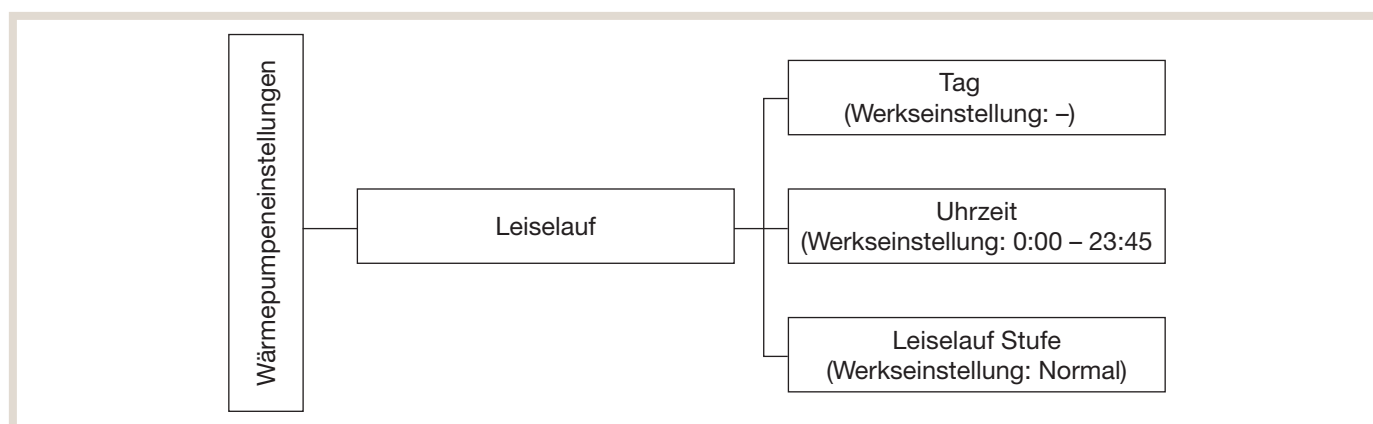 Wärmepumpeneinstellungen
Leiselauf
Tag
(Werkseinstellung: –)
Uhrzeit
(Werkseinstellung: 0:00 – 23:45
Leiselauf Stufe
(Werkseinstellung: Normal)